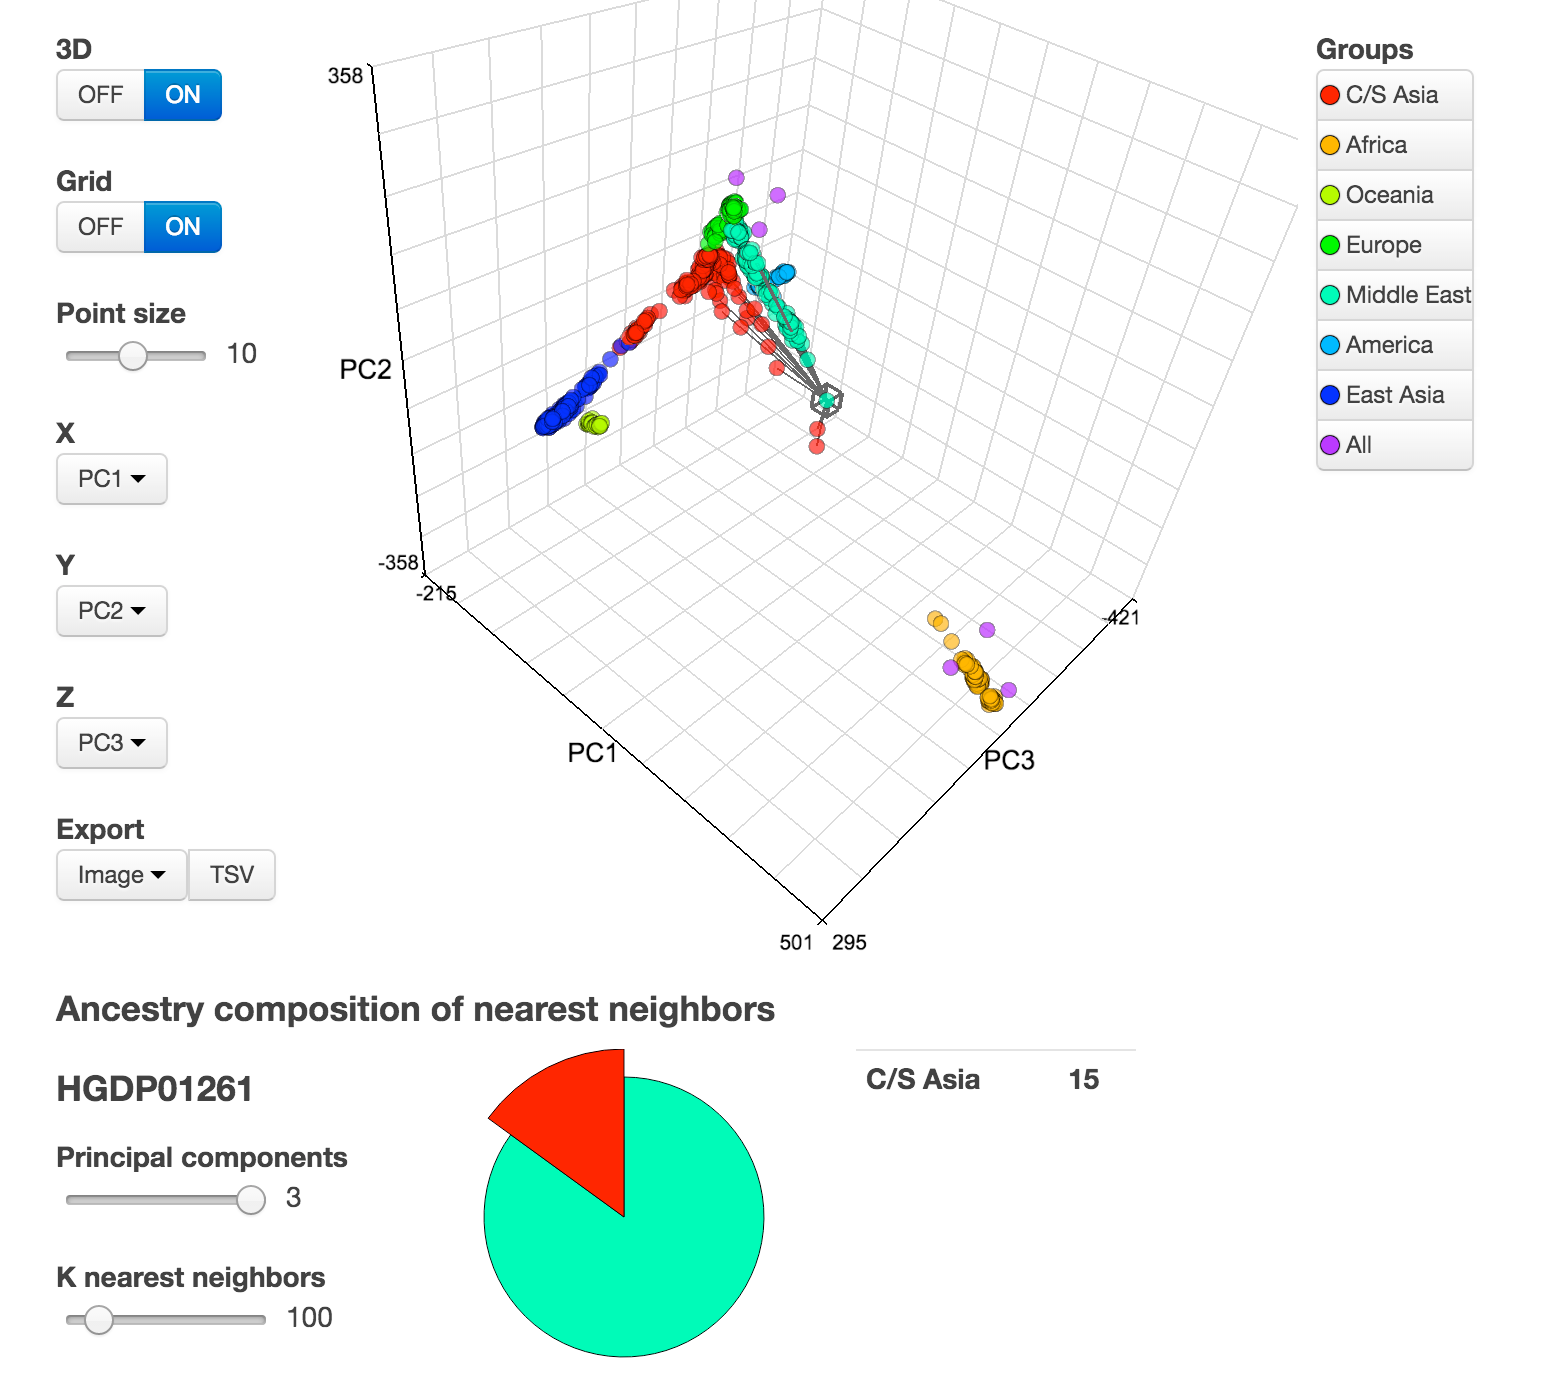 3D
OFF ON
Grid
OFF ON
Point size
10
X
PC1
Y
PC2
Z
PC3
Export
Image TSV
358
PC2
-358
-215
PC1
501 295
PC3
-421
Groups
C/S Asia
Africa
Oceania
Europe
Middle East
America
East Asia
All
Ancestry composition of nearest neighbors
HGDP01261
Principal components
3
K nearest neighbors
100
C/S Asia 15